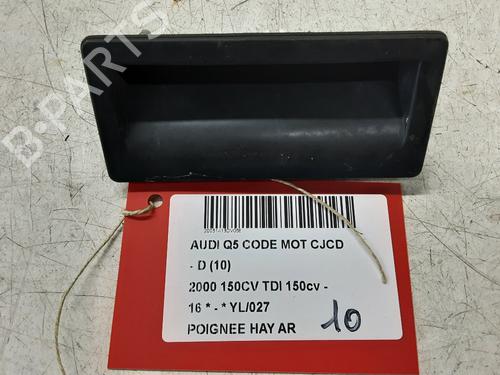 B-PARTS
AUDI Q5 CODE MOT CJCD
- D (10)
2000 150CV TDI 150cv -
16 * - * YL/027
POIGNEE HAY AR
10